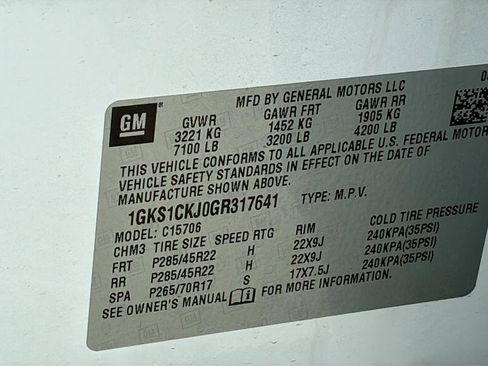 MFD BY GENERAL MOTORS LLC
GM
GVWR GAWR FRT GAWR RR
3221 KG 1452 KG 1905 KG
7100 LB 3200 LB 4200 LB
THIS VEHICLE CONFORMS TO ALL APPLICABLE U.S. FEDERAL MOTOR
VEHICLE SAFETY STANDARDS IN EFFECT ON THE DATE OF
MANUFACTURE SHOWN ABOVE.
1GKS1CKJ0GR317641 TYPE: M.P.V.
MODEL: C15706
CHM3 TIRE SIZE SPEED RTG RIM COLD TIRE PRESSURE
FRT P285/45R22 H 22X9J 240KPA(35PSI)
RR P285/45R22 H 22X9J 240KPA(35PSI)
SPA P265/70R17 S 17X7.5J 240KPA(35PSI)
SEE OWNER'S MANUAL FOR MORE INFORMATION.